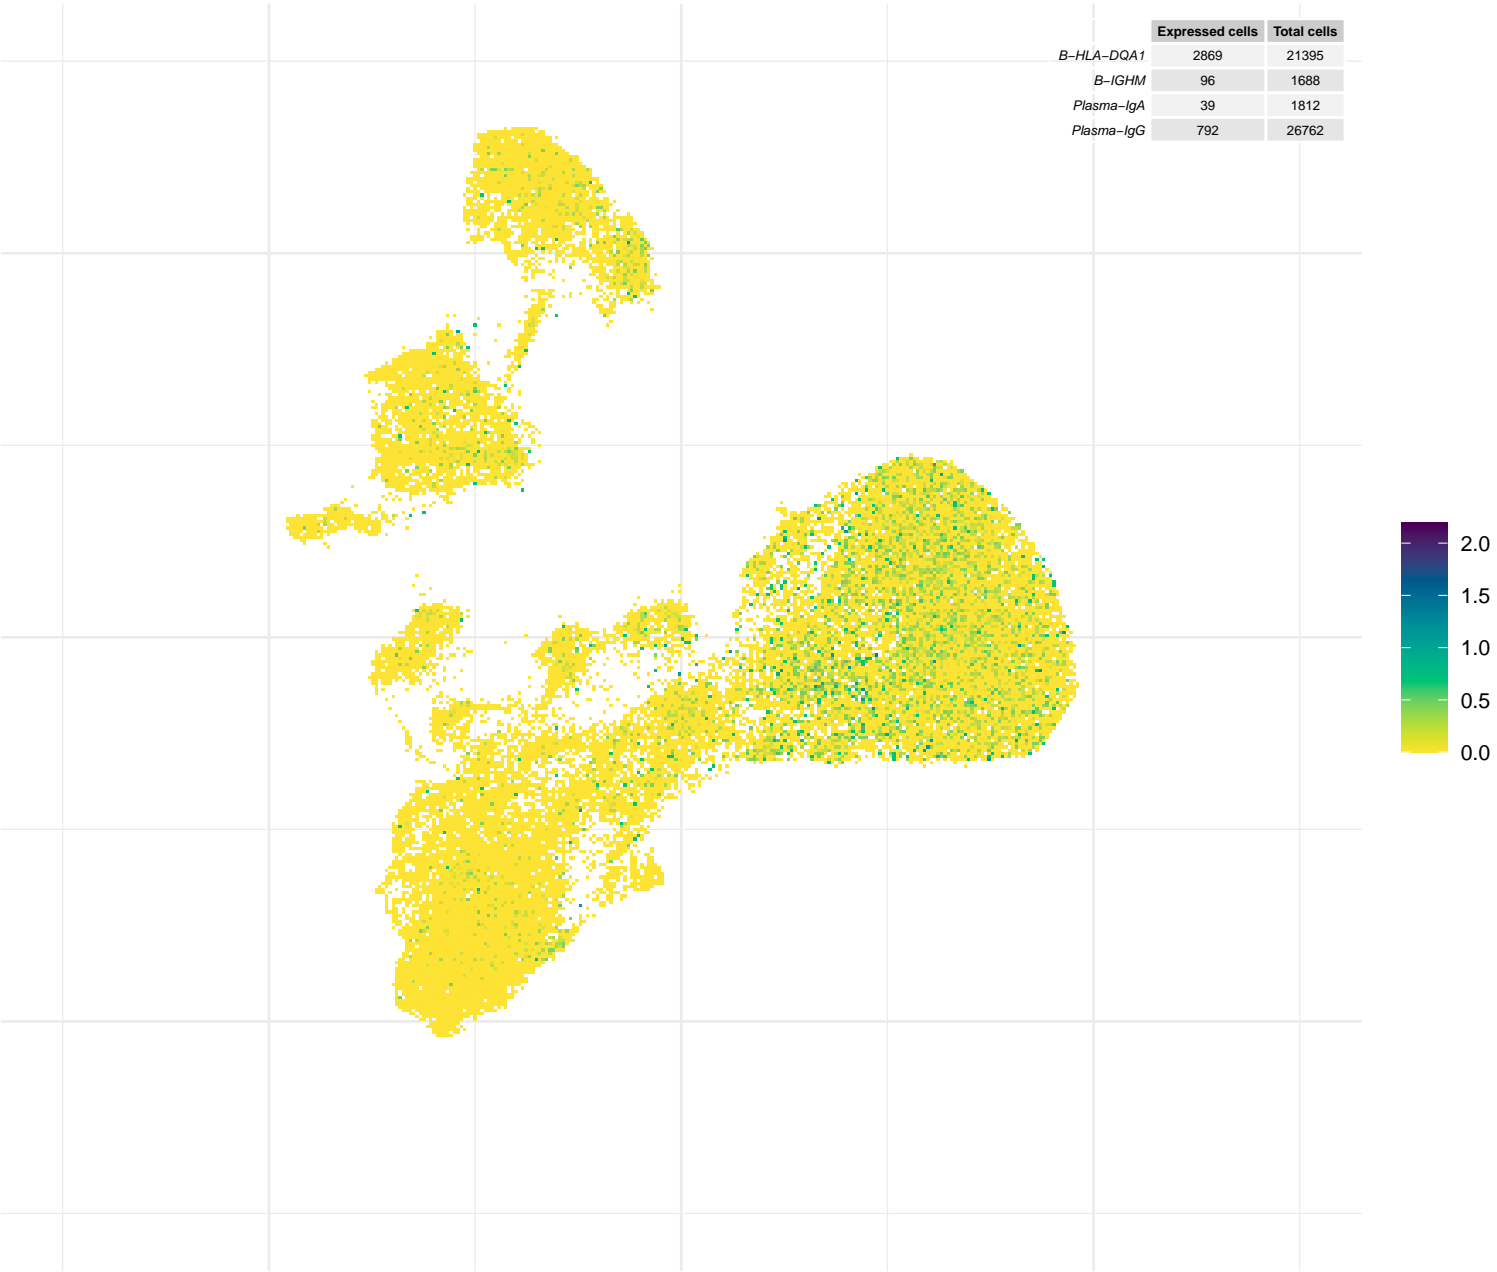 Expressed cells Total cells
B−HLA−DQA1 2869 21395
B−IGHM 96 1688
Plasma−IgA 39 1812
Plasma−IgG 792 26762
2.0
1.5
1.0
0.5
0.0